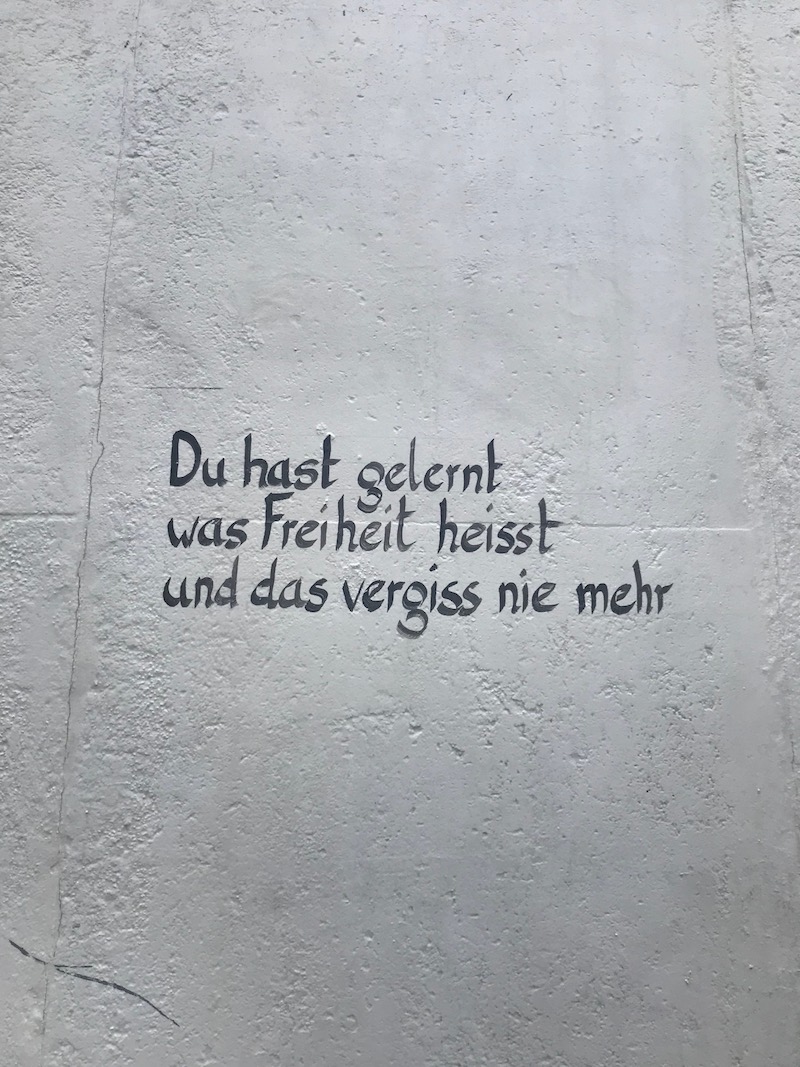 Du hast gelernt
was Freiheit heisst
und das vergiss nie mehr